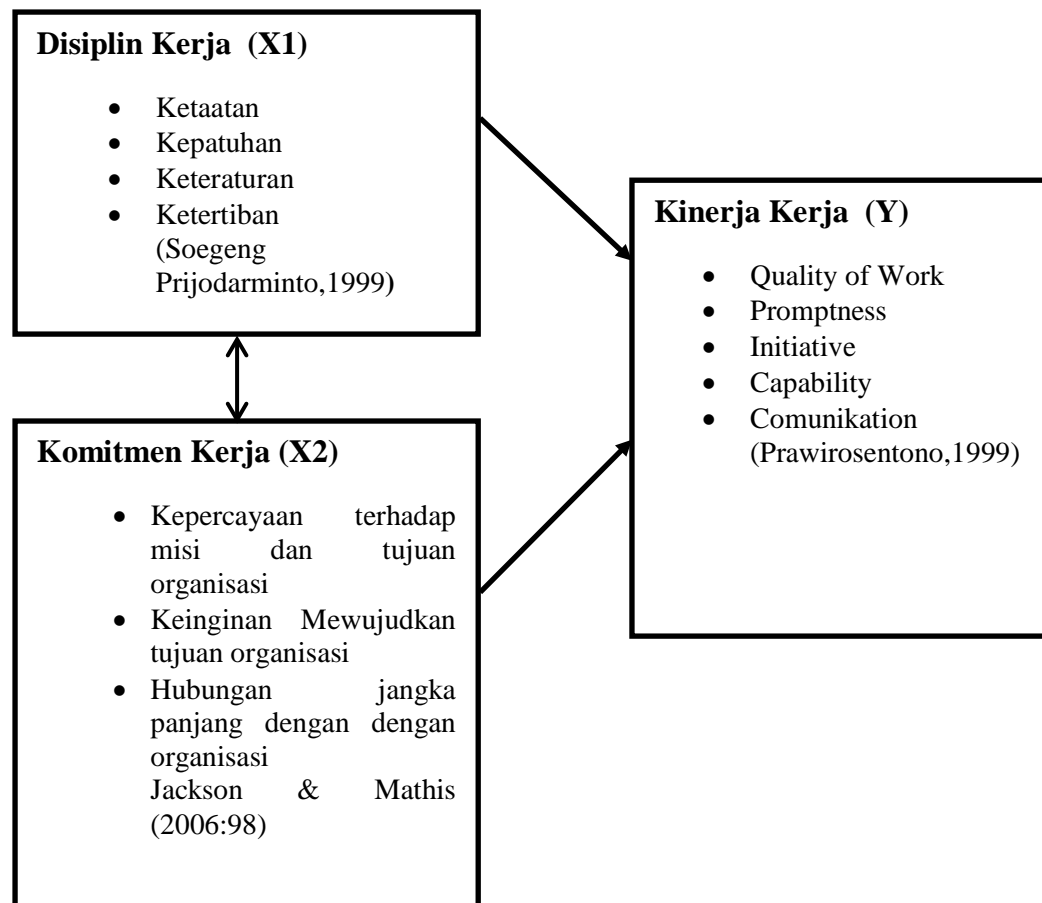 Disiplin Kerja (X1)
• Ketaatan
• Kepatuhan
• Keteraturan
• Ketertiban
(Soegeng
Prijodarminto,1999)
Kinerja Kerja (Y)
• Quality of Work
• Promptness
• Initiative
• Capability
• Comunikation
(Prawirosentono,1999)
Komitmen Kerja (X2)
• Kepercayaan terhadap
misi dan tujuan
organisasi
• Keinginan Mewujudkan
tujuan organisasi
• Hubungan jangka
panjang dengan dengan
organisasi
Jackson & Mathis
(2006:98)